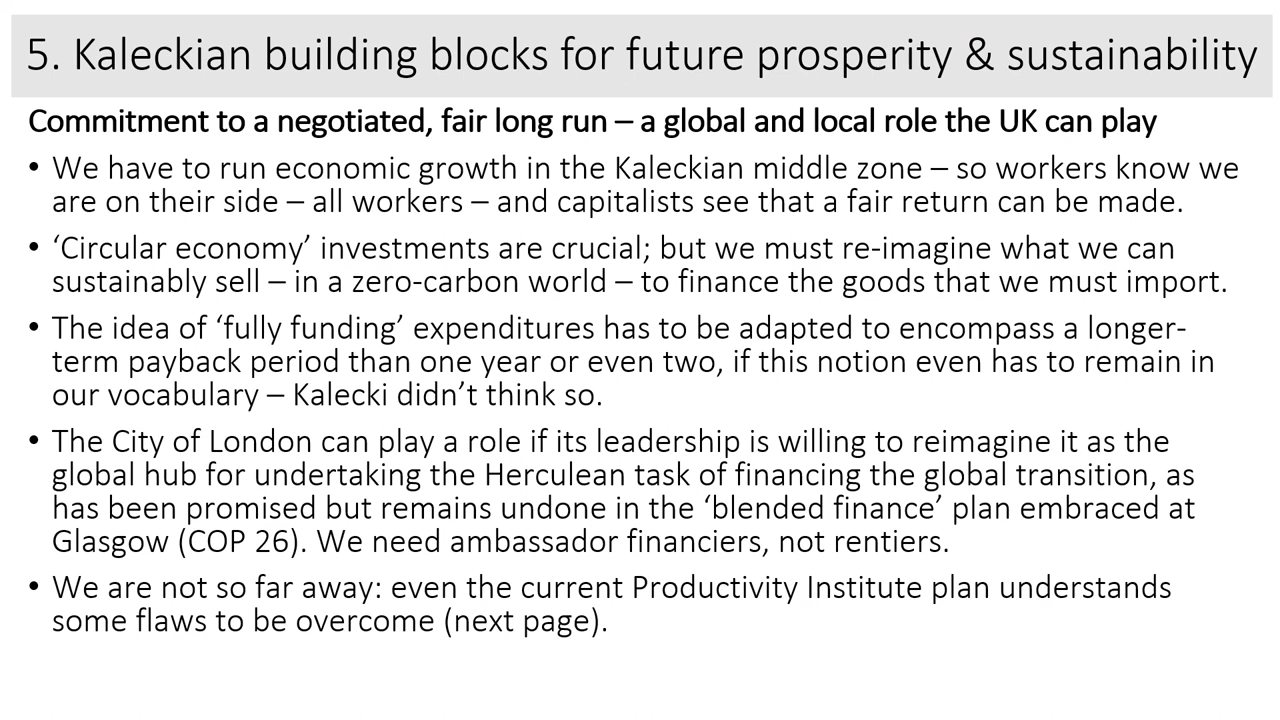 5. Kaleckian building blocks for future prosperity & sustainability
Commitment to a negotiated, fair long run – a global and local role the UK can play
• We have to run economic growth in the Kaleckian middle zone – so workers know we
are on their side – all workers – and capitalists see that a fair return can be made.
• ‘Circular economy’ investments are crucial; but we must re-imagine what we can
sustainably sell – in a zero-carbon world – to finance the goods that we must import.
• The idea of ‘fully funding’ expenditures has to be adapted to encompass a longer-
term payback period than one year or even two, if this notion even has to remain in
our vocabulary – Kalecki didn’t think so.
• The City of London can play a role if its leadership is willing to reimagine it as the
global hub for undertaking the Herculean task of financing the global transition, as
has been promised but remains undone in the ‘blended finance’ plan embraced at
Glasgow (COP 26). We need ambassador financiers, not rentiers.
• We are not so far away: even the current Productivity Institute plan understands
some flaws to be overcome (next page).